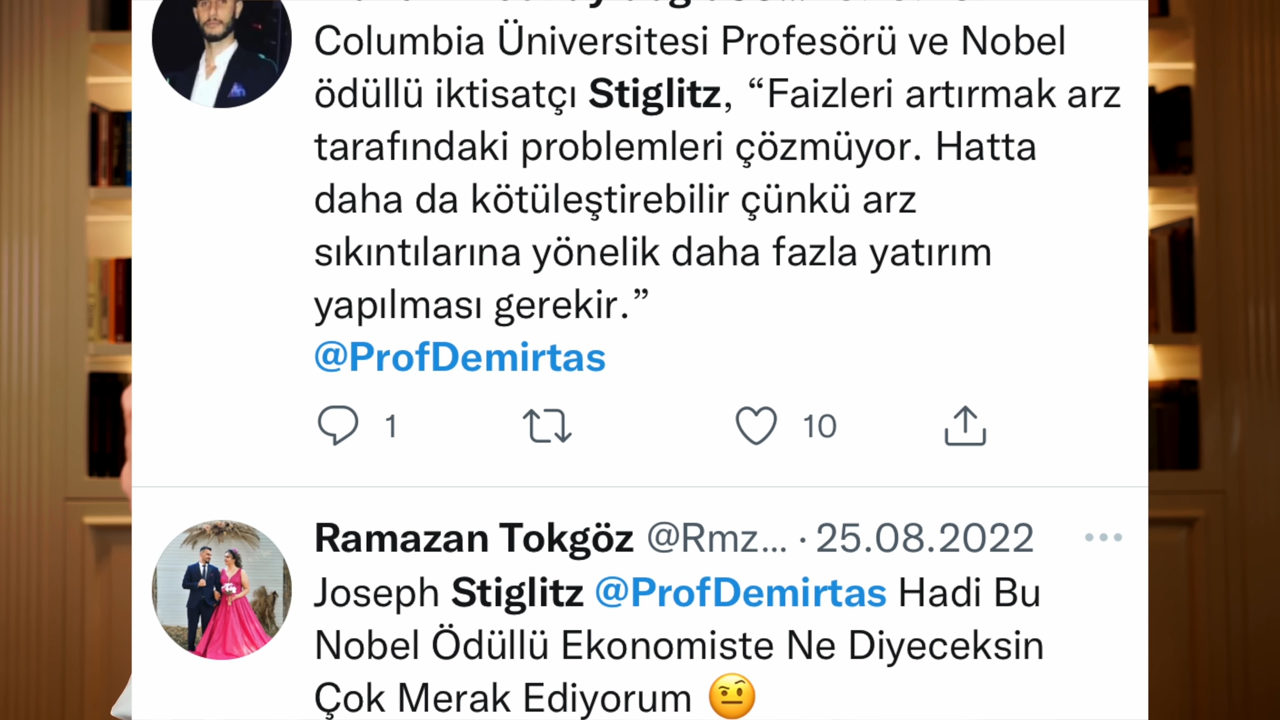 Columbia Üniversitesi Profesörü ve Nobel
ödüllü iktisatçı Stiglitz, “Faizleri artırmak arz
tarafındaki problemleri çözmüyor. Hatta
daha da kötüleştirebilir çünkü arz
sıkıntılarına yönelik daha fazla yatırım
yapılması gerekir.”
@ProfDemirtas
1 10
Ramazan Tokgöz @Rmz... · 25.08.2022
Joseph Stiglitz @ProfDemirtas Hadi Bu
Nobel Ödüllü Ekonomiste Ne Diyeceksin
Çok Merak Ediyorum 🤨